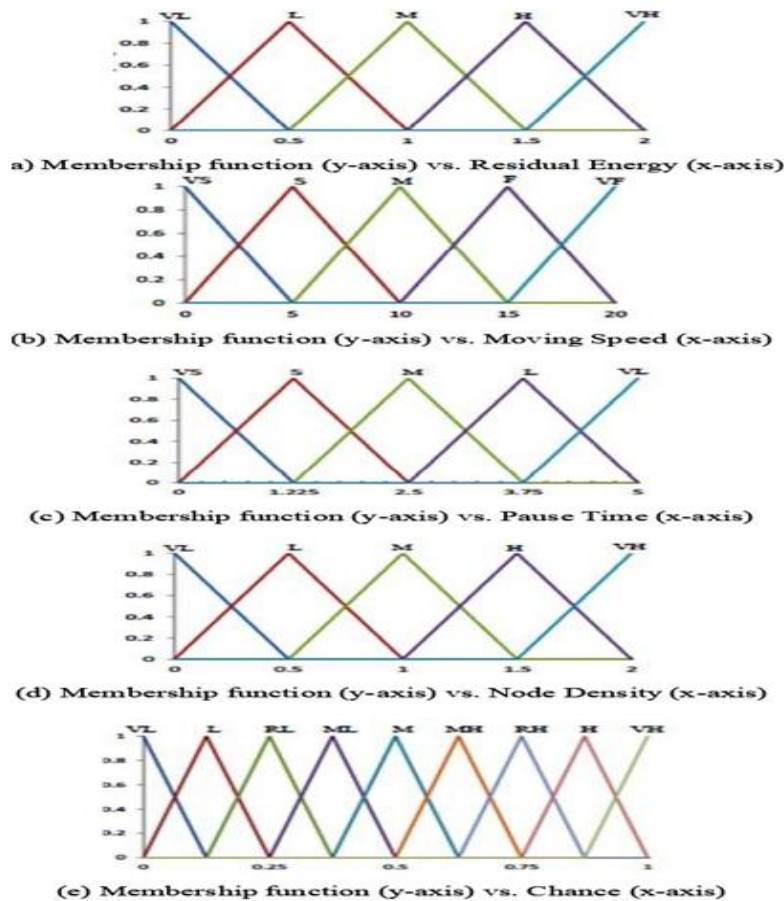 VL L M H VH
1
0.8
0.6
0.4
0.2
0
0 0.5 1 1.5 2
a) Membership function (y-axis) vs. Residual Energy (x-axis)
VS S M F VF
1
0.8
0.6
0.4
0.2
0
0 5 10 15 20
(b) Membership function (y-axis) vs. Moving Speed (x-axis)
VS S M L VL
1
0.8
0.6
0.4
0.2
0
0 1.225 2.5 3.75 5
(c) Membership function (y-axis) vs. Pause Time (x-axis)
VL L M H VH
1
0.8
0.6
0.4
0.2
0
0 0.5 1 1.5 2
(d) Membership function (y-axis) vs. Node Density (x-axis)
VL L RL ML M MH RH H VH
1
0.8
0.6
0.4
0.2
0
0 0.25 0.5 0.75 1
(e) Membership function (y-axis) vs. Chance (x-axis)